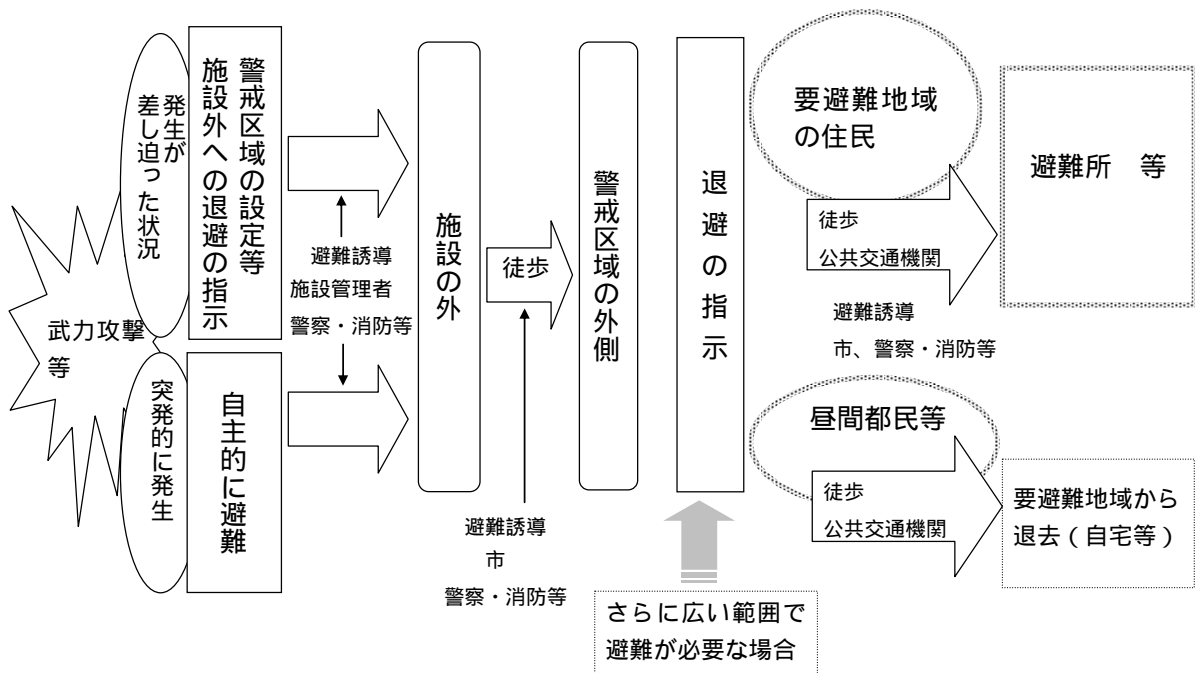 武力攻撃
等
発生が
差し迫った状況
警戒区域の設定等
施設外への退避の指示
突発的に発生
自主的に避難
避難誘導
施設管理者
警察・消防等
施設の外
徒歩
避難誘導
市
警察・消防等
警戒区域の外側
退避の指示
さらに広い範囲で
避難が必要な場合
要避難地域
の住民
徒歩
公共交通機関
避難誘導
市、警察・消防等
避難所　等
昼間都民等
徒歩
公共交通機関
要避難地域から
退去（自宅等）